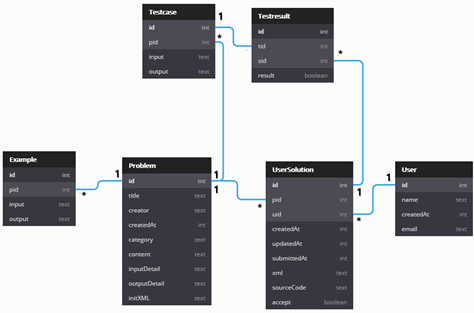 Testcase
id int
pid int
input text
output text
1
*
Testresult
id int
tid int
sid int
result boolean
*
Example
id int
pid int
input text
output text
*
1
Problem
id int
title text
creator text
createdAt int
category text
content text
inputDetail text
outputDetail text
initXML text
1
1
*
UserSolution
id int
pid int
uid int
createdAt text
updatedAt int
submittedAt int
xml text
sourceCode text
accept boolean
1
*
1
User
id int
name text
createdAt int
email text